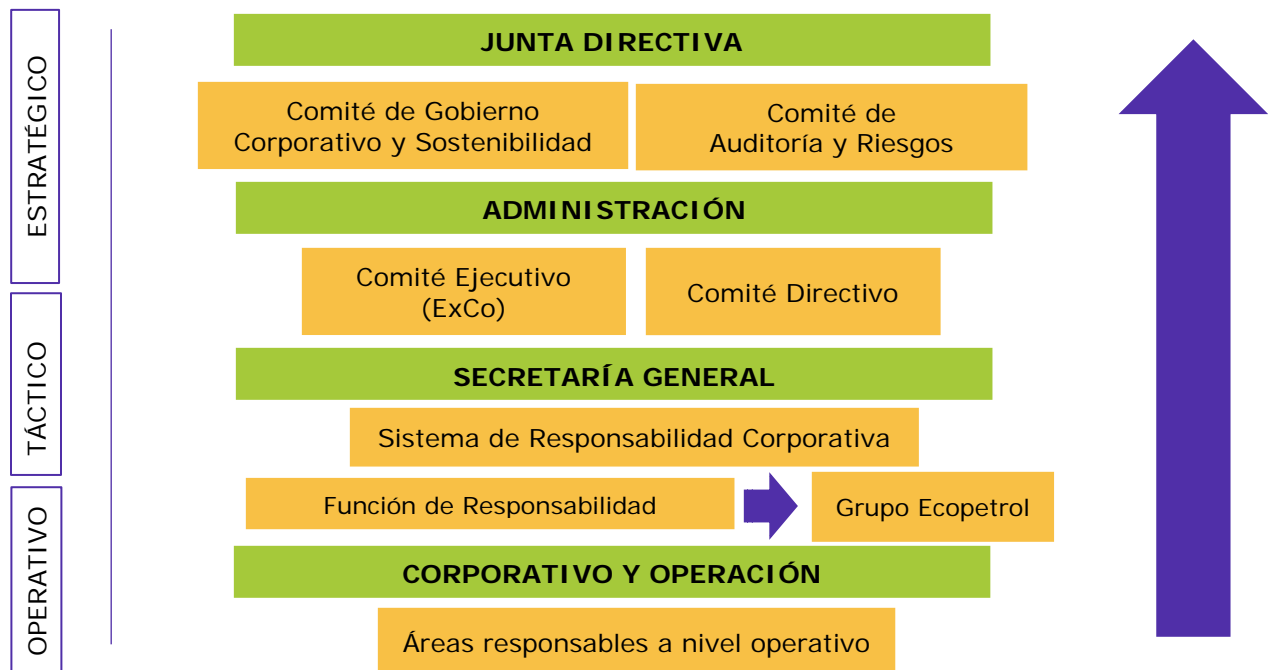 ESTRATÉGICO
JUNTA DIRECTIVA
Comité de Gobierno
Corporativo y Sostenibilidad
Comité de
Auditoría y Riesgos
ADMINISTRACIÓN
Comité Ejecutivo
(ExCo)
Comité Directivo
TÁCTICO
SECRETARÍA GENERAL
Sistema de Responsabilidad Corporativa
Función de Responsabilidad
Grupo Ecopetrol
OPERATIVO
CORPORATIVO Y OPERACIÓN
Áreas responsables a nivel operativo